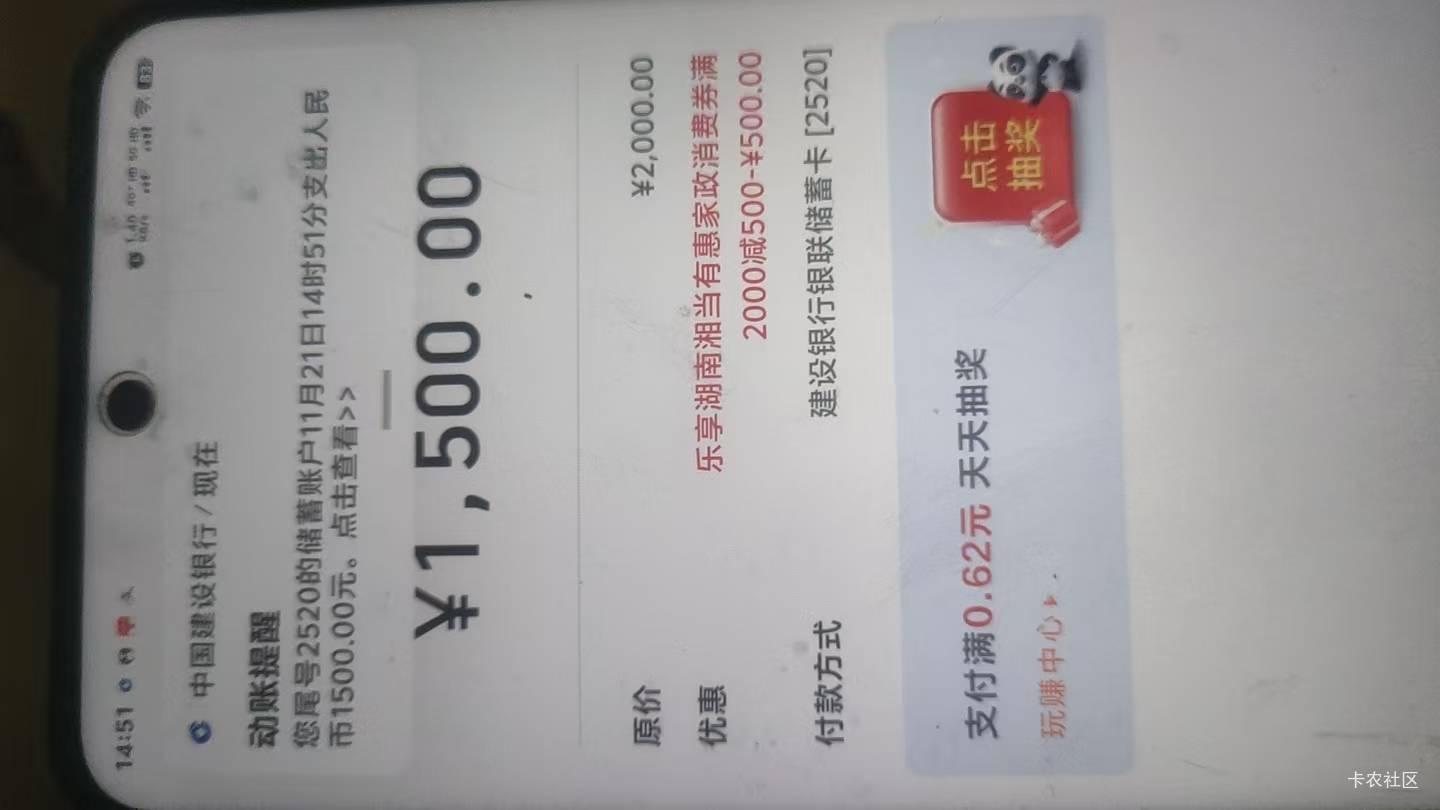 14:51
1.40 KB/s
83
中国建设银行 / 现在
动账提醒
您尾号2520的储蓄账户11月21日14时51分支出人民
币1500.00元。点击查看>>
¥1,500.00
原价 ¥2,000.00
优惠 乐享湖南湘当有惠家政消费券满
2000减500-¥500.00
付款方式 建设银行银联储蓄卡 [2520]
支付满0.62元 天天抽奖
玩赚中心
点击
抽奖
卡农社区